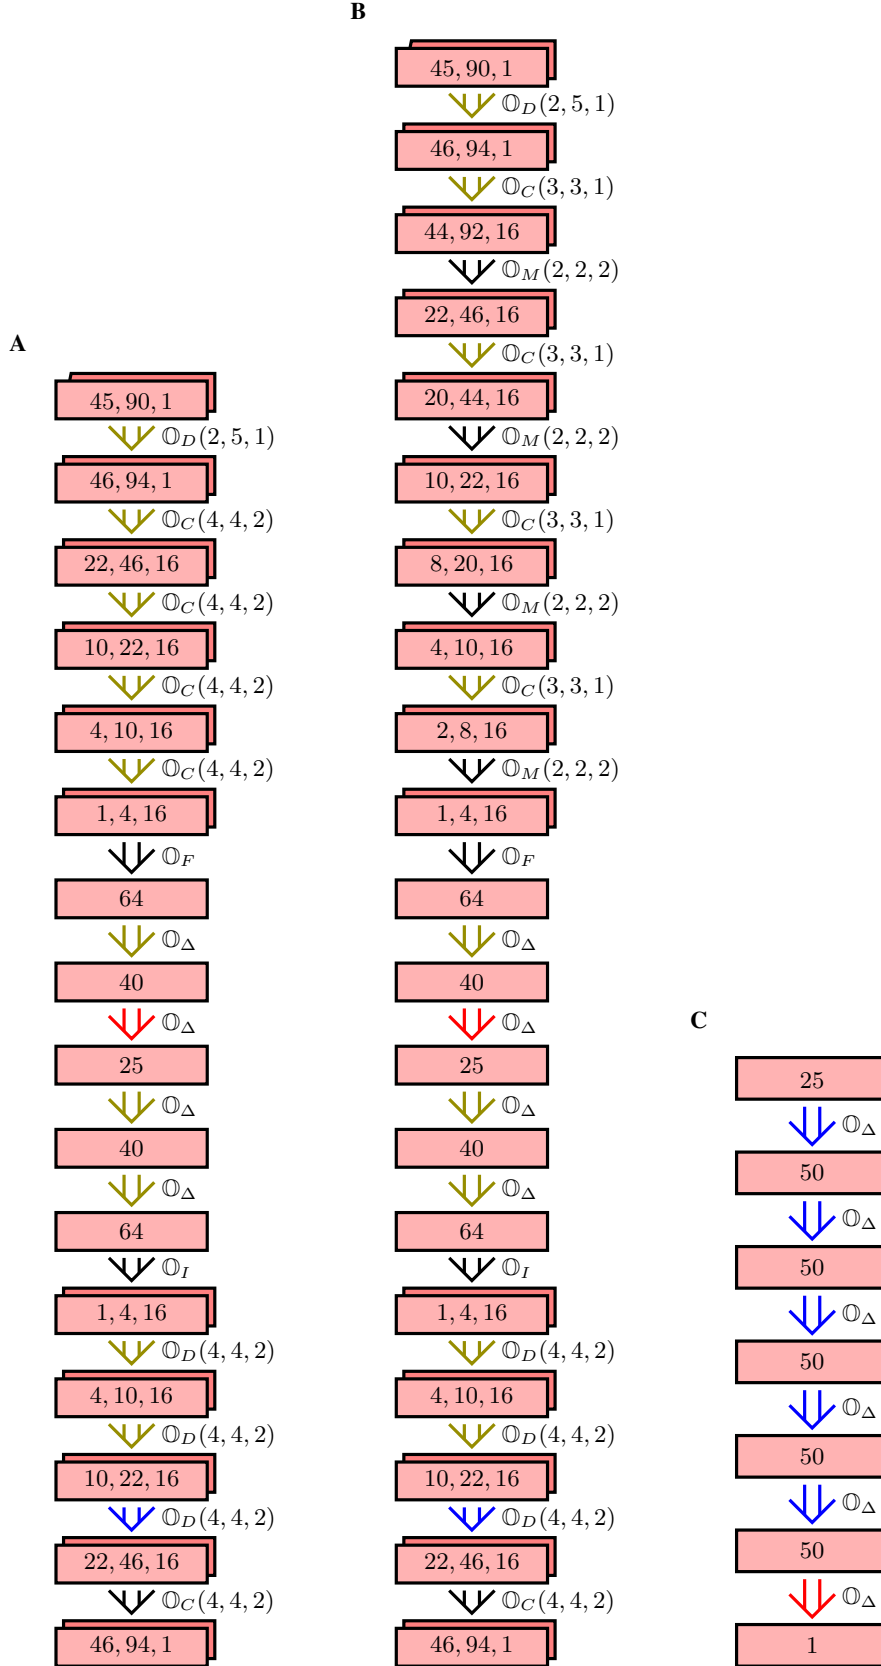 A
45, 90, 1
𝕆_D(2, 5, 1)
46, 94, 1
𝕆_C(4, 4, 2)
22, 46, 16
𝕆_C(4, 4, 2)
10, 22, 16
𝕆_C(4, 4, 2)
4, 10, 16
𝕆_C(4, 4, 2)
1, 4, 16
𝕆_F
64
𝕆_Δ
40
𝕆_Δ
25
𝕆_Δ
40
𝕆_Δ
64
𝕆_I
1, 4, 16
𝕆_D(4, 4, 2)
4, 10, 16
𝕆_D(4, 4, 2)
10, 22, 16
𝕆_D(4, 4, 2)
22, 46, 16
𝕆_C(4, 4, 2)
46, 94, 1
B
45, 90, 1
𝕆_D(2, 5, 1)
46, 94, 1
𝕆_C(3, 3, 1)
44, 92, 16
𝕆_M(2, 2, 2)
22, 46, 16
𝕆_C(3, 3, 1)
20, 44, 16
𝕆_M(2, 2, 2)
10, 22, 16
𝕆_C(3, 3, 1)
8, 20, 16
𝕆_M(2, 2, 2)
4, 10, 16
𝕆_C(3, 3, 1)
2, 8, 16
𝕆_M(2, 2, 2)
1, 4, 16
𝕆_F
64
𝕆_Δ
40
𝕆_Δ
25
𝕆_Δ
40
𝕆_Δ
64
𝕆_I
1, 4, 16
𝕆_D(4, 4, 2)
4, 10, 16
𝕆_D(4, 4, 2)
10, 22, 16
𝕆_D(4, 4, 2)
22, 46, 16
𝕆_C(4, 4, 2)
46, 94, 1
C
25
𝕆_Δ
50
𝕆_Δ
50
𝕆_Δ
50
𝕆_Δ
50
𝕆_Δ
50
𝕆_Δ
1